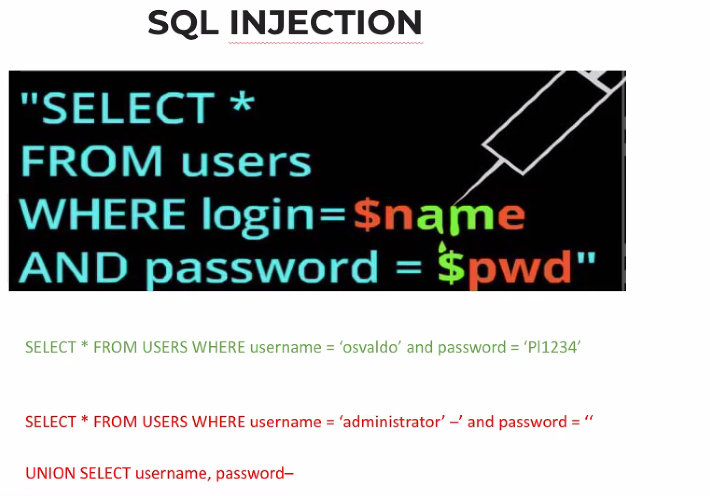 SQL INJECTION
"SELECT *
FROM users
WHERE login=$name
AND password = $pwd"
SELECT * FROM USERS WHERE username = ‘osvaldo’ and password = ‘Pl1234’
SELECT * FROM USERS WHERE username = ‘administrator’ –’ and password = ‘‘
UNION SELECT username, password–